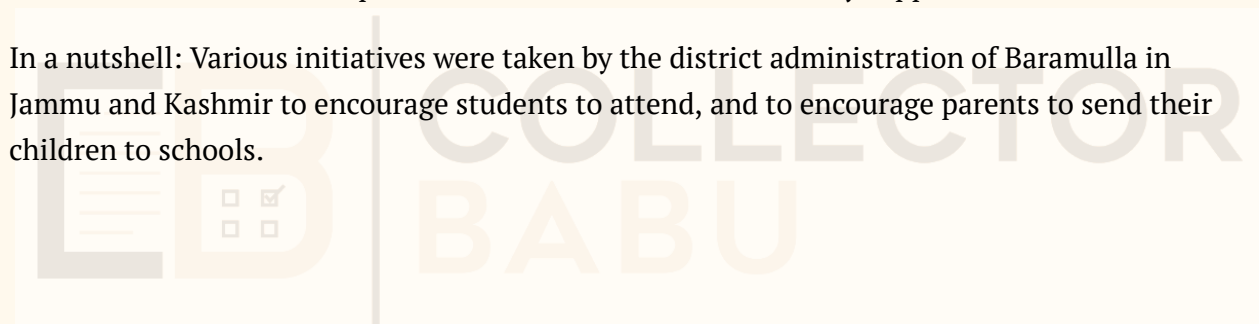 In a nutshell: Various initiatives were taken by the district administration of Baramulla in
Jammu and Kashmir to encourage students to attend, and to encourage parents to send their
children to schools.
COLLECTOR
BABU